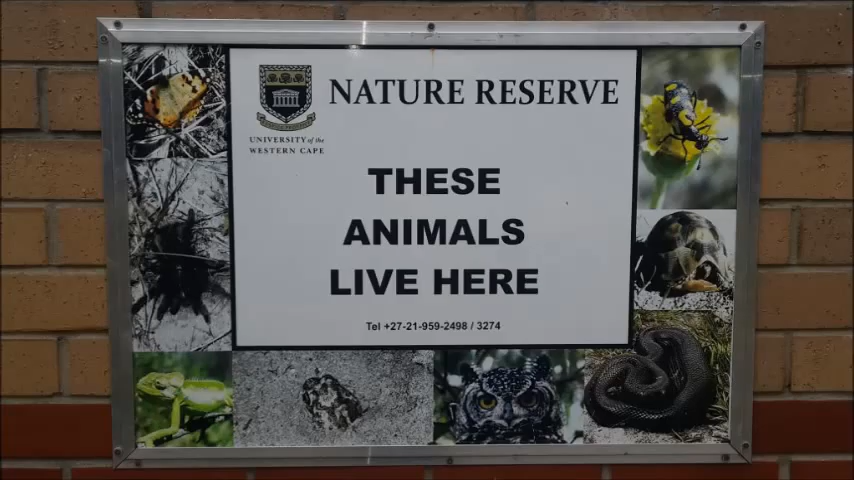 NATURE RESERVE
UNIVERSITY of the
WESTERN CAPE
THESE
ANIMALS
LIVE HERE
Tel +27-21-959-2498 / 3274